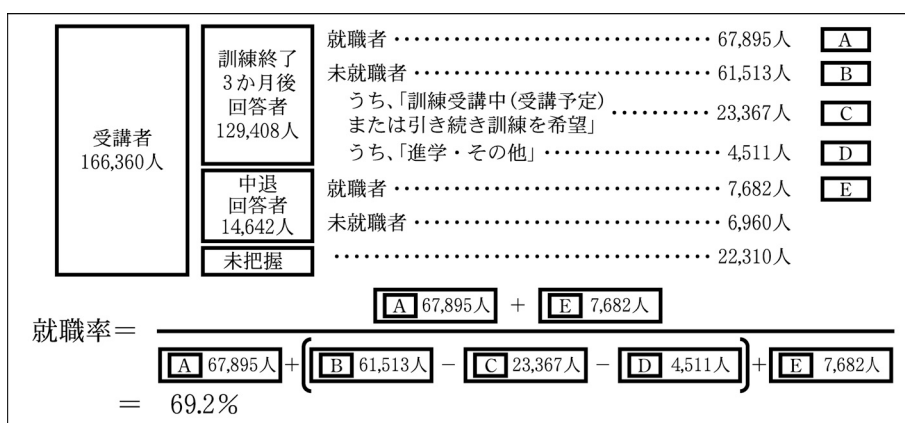 受講者
166,360人
訓練終了
3か月後
回答者
129,408人
就職者 ································ 67,895人 A
未就職者 ······························ 61,513人 B
うち、「訓練受講中(受講予定)
または引き続き訓練を希望」 ·········· 23,367人 C
うち、「進学・その他」 ················ 4,511人 D
中退
回答者
14,642人
就職者 ································ 7,682人 E
未就職者 ······························ 6,960人
未把握 ······································ 22,310人
A 67,895人 + E 7,682人
就職率=
A 67,895人+(B 61,513人 − C 23,367人 − D 4,511人)+E 7,682人
= 69.2%